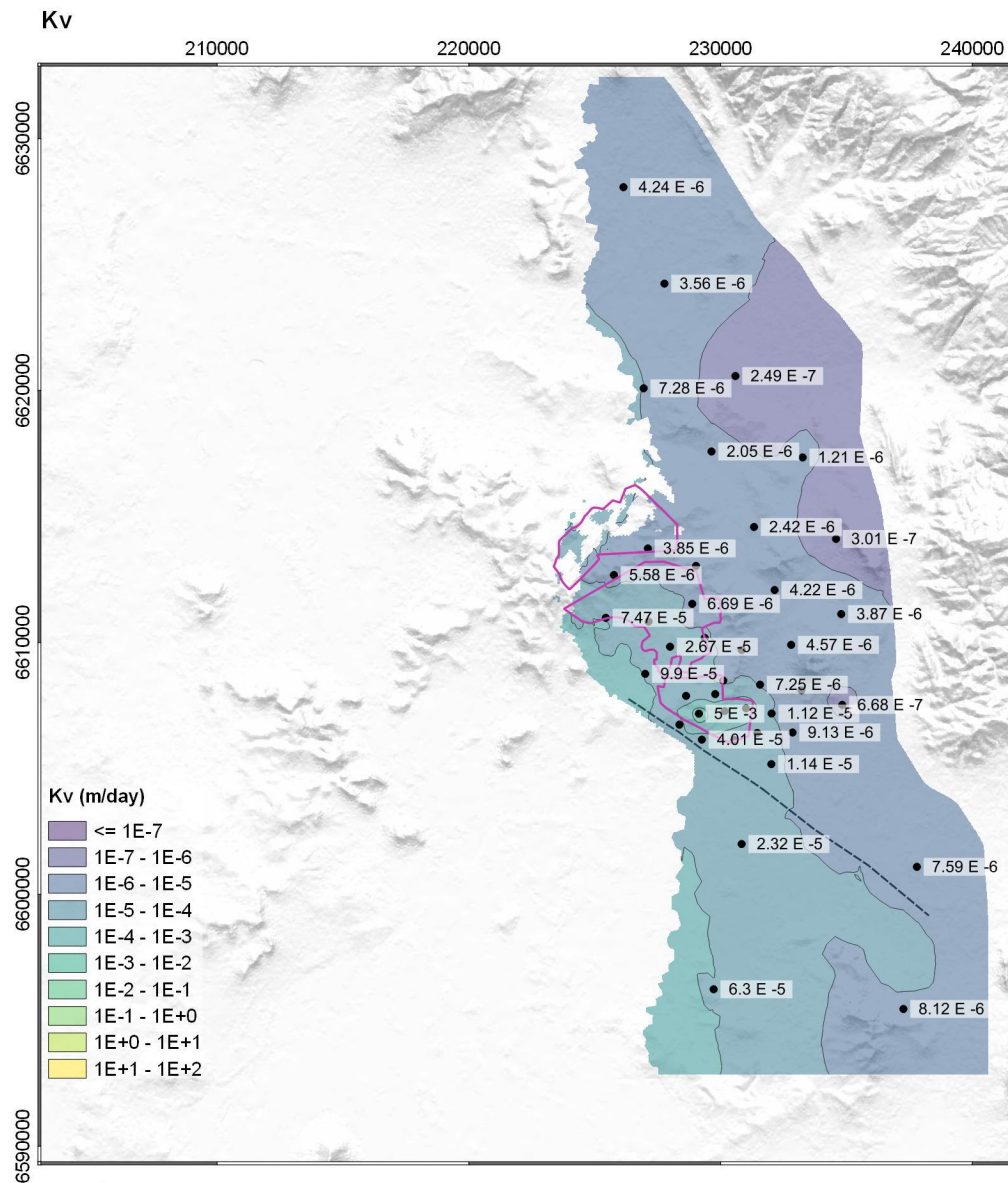 Kv
210000
220000
230000
240000
6630000
6620000
6610000
6600000
6590000
4.24 E -6
3.56 E -6
2.49 E -7
7.28 E -6
2.05 E -6
1.21 E -6
2.42 E -6
3.01 E -7
3.85 E -6
5.58 E -6
4.22 E -6
6.69 E -6
3.87 E -6
7.47 E -5
2.67 E -5
4.57 E -6
9.9 E -5
7.25 E -6
6.68 E -7
5 E -3
1.12 E -5
9.13 E -6
4.01 E -5
1.14 E -5
2.32 E -5
7.59 E -6
6.3 E -5
8.12 E -6
Kv (m/day)
<= 1E-7
1E-7 - 1E-6
1E-6 - 1E-5
1E-5 - 1E-4
1E-4 - 1E-3
1E-3 - 1E-2
1E-2 - 1E-1
1E-1 - 1E+0
1E+0 - 1E+1
1E+1 - 1E+2